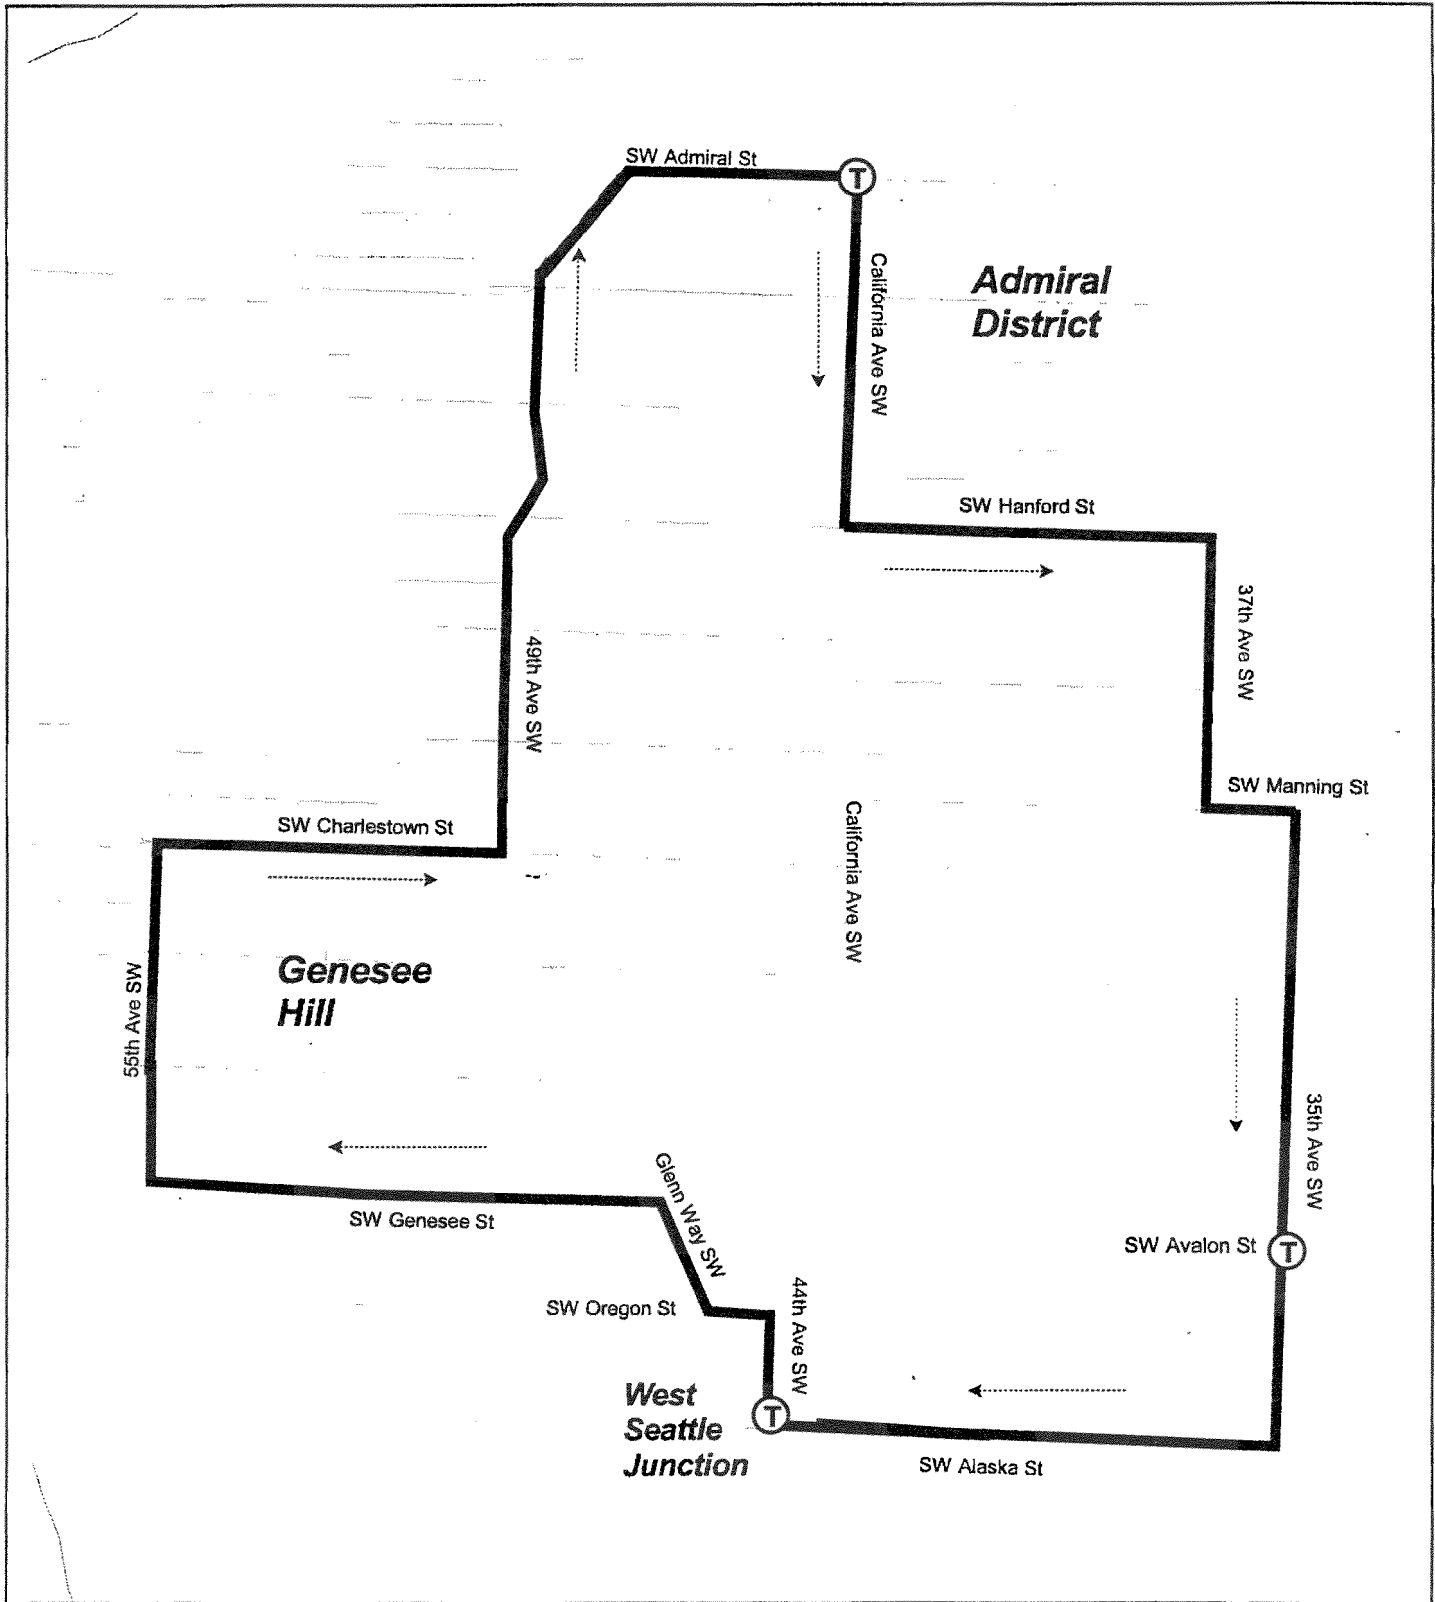 SW Admiral St
T
California Ave SW
Admiral
District
SW Hanford St
37th Ave SW
49th Ave SW
SW Manning St
SW Charlestown St
California Ave SW
Genesee
Hill
55th Ave SW
35th Ave SW
Glenn Way SW
SW Genesee St
SW Avalon St
T
44th Ave SW
SW Oregon St
West
Seattle
Junction
T
SW Alaska St